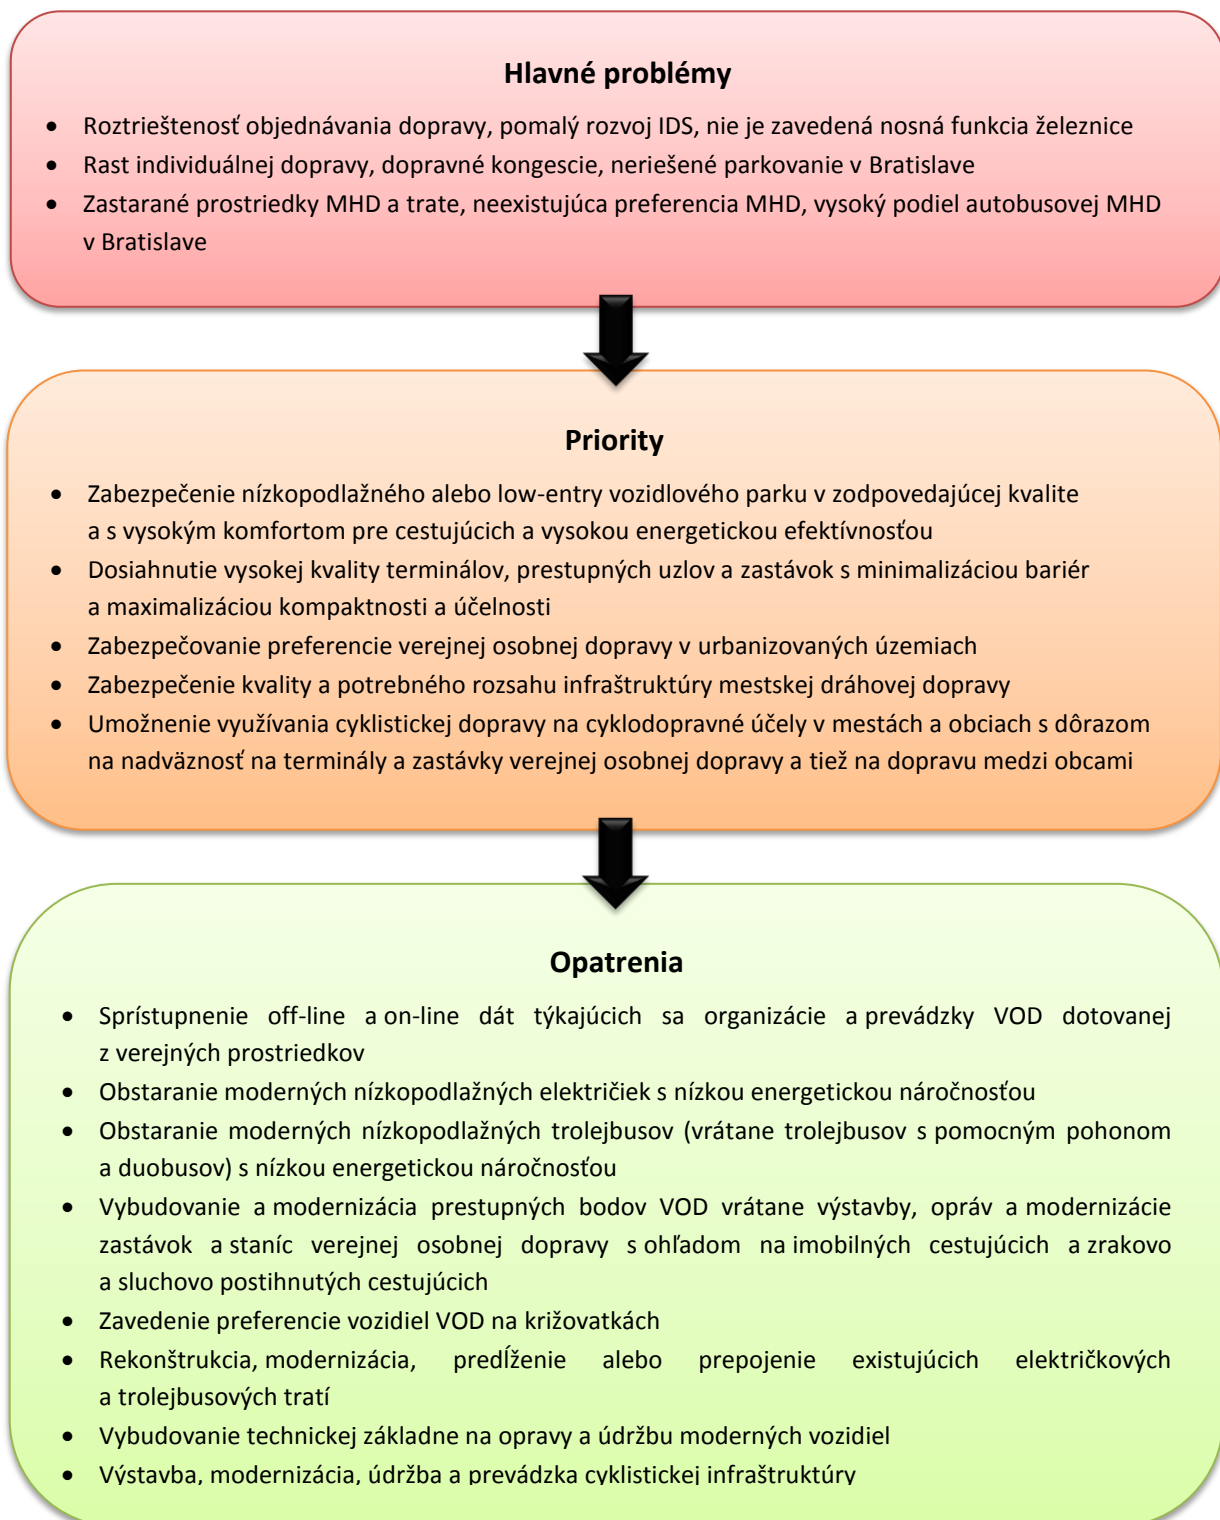 Hlavné problémy
• Roztrieštenosť objednávania dopravy, pomalý rozvoj IDS, nie je zavedená nosná funkcia železnice
• Rast individuálnej dopravy, dopravné kongescie, neriešené parkovanie v Bratislave
• Zastarané prostriedky MHD a trate, neexistujúca preferencia MHD, vysoký podiel autobusovej MHD
v Bratislave
Priority
• Zabezpečenie nízkopodlažného alebo low-entry vozidlového parku v zodpovedajúcej kvalite
a s vysokým komfortom pre cestujúcich a vysokou energetickou efektívnosťou
• Dosiahnutie vysokej kvality terminálov, prestupných uzlov a zastávok s minimalizáciou bariér
a maximalizáciou kompaktnosti a účelnosti
• Zabezpečovanie preferencie verejnej osobnej dopravy v urbanizovaných územiach
• Zabezpečenie kvality a potrebného rozsahu infraštruktúry mestskej dráhovej dopravy
• Umožnenie využívania cyklistickej dopravy na cyklodopravné účely v mestách a obciach s dôrazom
na nadväznosť na terminály a zastávky verejnej osobnej dopravy a tiež na dopravu medzi obcami
Opatrenia
• Sprístupnenie off-line a on-line dát týkajúcich sa organizácie a prevádzky VOD dotovanej
z verejných prostriedkov
• Obstaranie moderných nízkopodlažných električiek s nízkou energetickou náročnosťou
• Obstaranie moderných nízkopodlažných trolejbusov (vrátane trolejbusov s pomocným pohonom
a duobusov) s nízkou energetickou náročnosťou
• Vybudovanie a modernizácia prestupných bodov VOD vrátane výstavby, opráv a modernizácie
zastávok a staníc verejnej osobnej dopravy s ohľadom na imobilných cestujúcich a zrakovo
a sluchovo postihnutých cestujúcich
• Zavedenie preferencie vozidiel VOD na križovatkách
• Rekonštrukcia, modernizácia, predĺženie alebo prepojenie existujúcich električkových
a trolejbusových tratí
• Vybudovanie technickej základne na opravy a údržbu moderných vozidiel
• Výstavba, modernizácia, údržba a prevádzka cyklistickej infraštruktúry